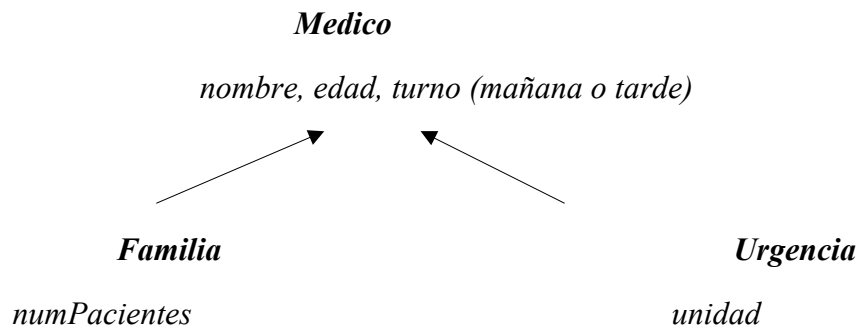 Medico
nombre, edad, turno (mañana o tarde)
Familia
Urgencia
numPacientes
unidad